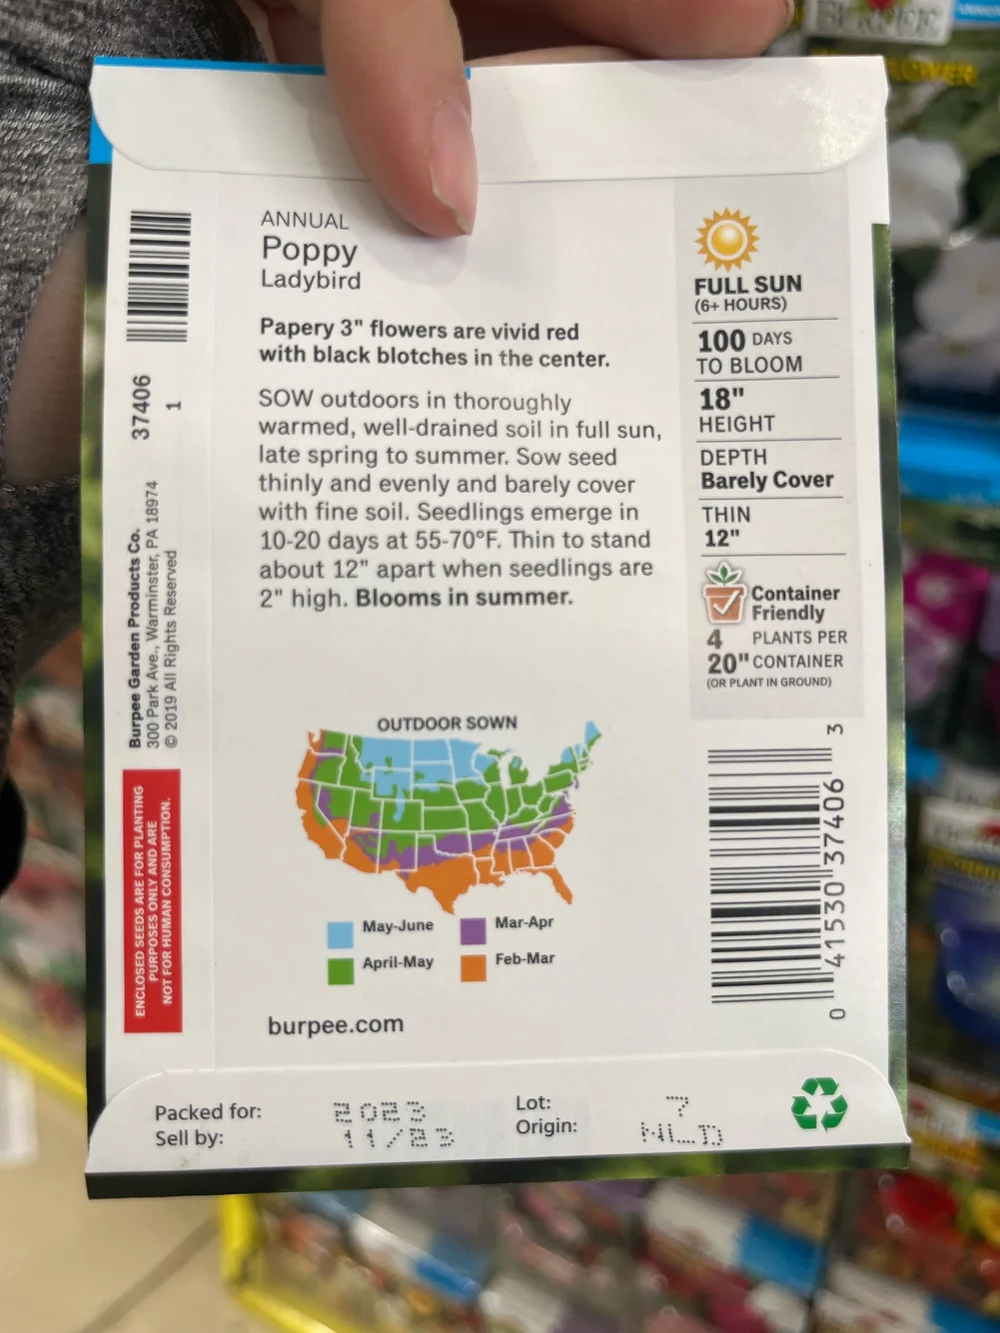 ANNUAL
Poppy
Ladybird
Papery 3" flowers are vivid red
with black blotches in the center.
SOW outdoors in thoroughly
warmed, well-drained soil in full sun,
late spring to summer. Sow seed
thinly and evenly and barely cover
with fine soil. Seedlings emerge in
10-20 days at 55-70°F. Thin to stand
about 12" apart when seedlings are
2" high. Blooms in summer.
FULL SUN
(6+ HOURS)
100 DAYS
TO BLOOM
18"
HEIGHT
DEPTH
Barely Cover
THIN
12"
Container
Friendly
4 PLANTS PER
20" CONTAINER
(OR PLANT IN GROUND)
37406
1
Burpee Garden Products Co.
300 Park Ave., Warminster, PA 18974
© 2019 All Rights Reserved
ENCLOSED SEEDS ARE FOR PLANTING
PURPOSES ONLY AND ARE
NOT FOR HUMAN CONSUMPTION.
OUTDOOR SOWN
May-June
Mar-Apr
April-May
Feb-Mar
burpee.com
0 41530 37406 3
Packed for: 2023
Sell by: 11/23
Lot: 7
Origin: NLD